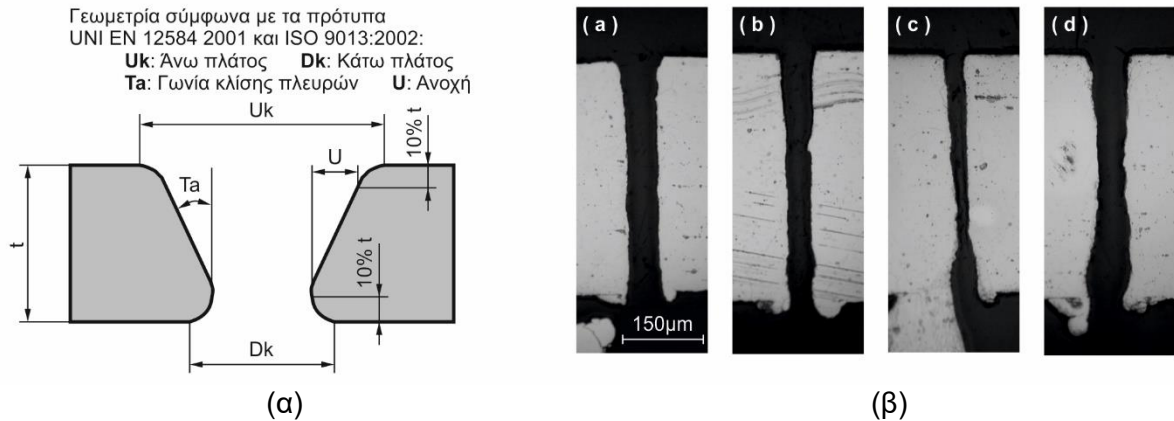 Γεωμετρία σύμφωνα με τα πρότυπα
UNI EN 12584 2001 και ISO 9013:2002:
Uk: Άνω πλάτος Dk: Κάτω πλάτος
Ta: Γωνία κλίσης πλευρών U: Ανοχή
Uk
10% t
U
Ta
t
10% t
Dk
(α)
(a)
(b)
(c)
(d)
150μm
(β)